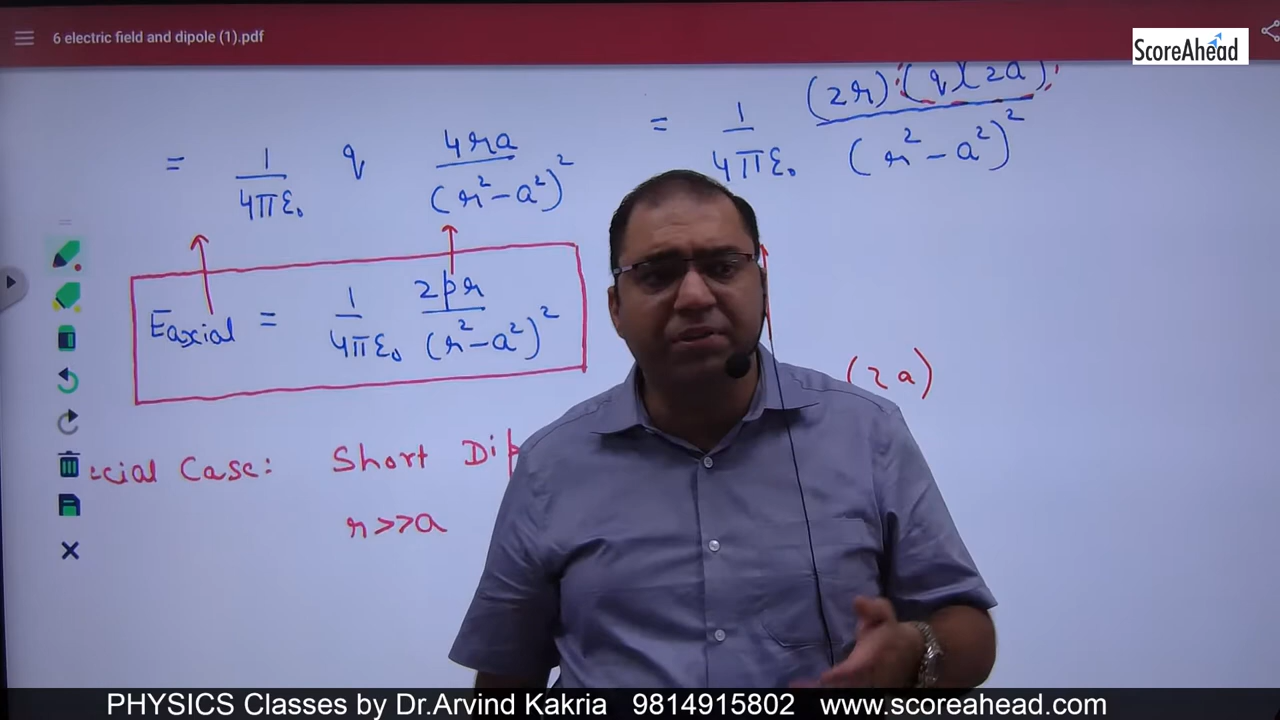 6 electric field and dipole (1).pdf
ScoreAhead
= 1/4πε₀ q 4ra/(r²-a²)²
= 1/4πε₀ (2r)(q)(2a)/(r²-a²)²
Eaxial = 1/4πε₀ 2pr/(r²-a²)²
(2a)
cial Case: Short Dip
r>>a
PHYSICS Classes by Dr.Arvind Kakria 9814915802 www.scoreahead.com